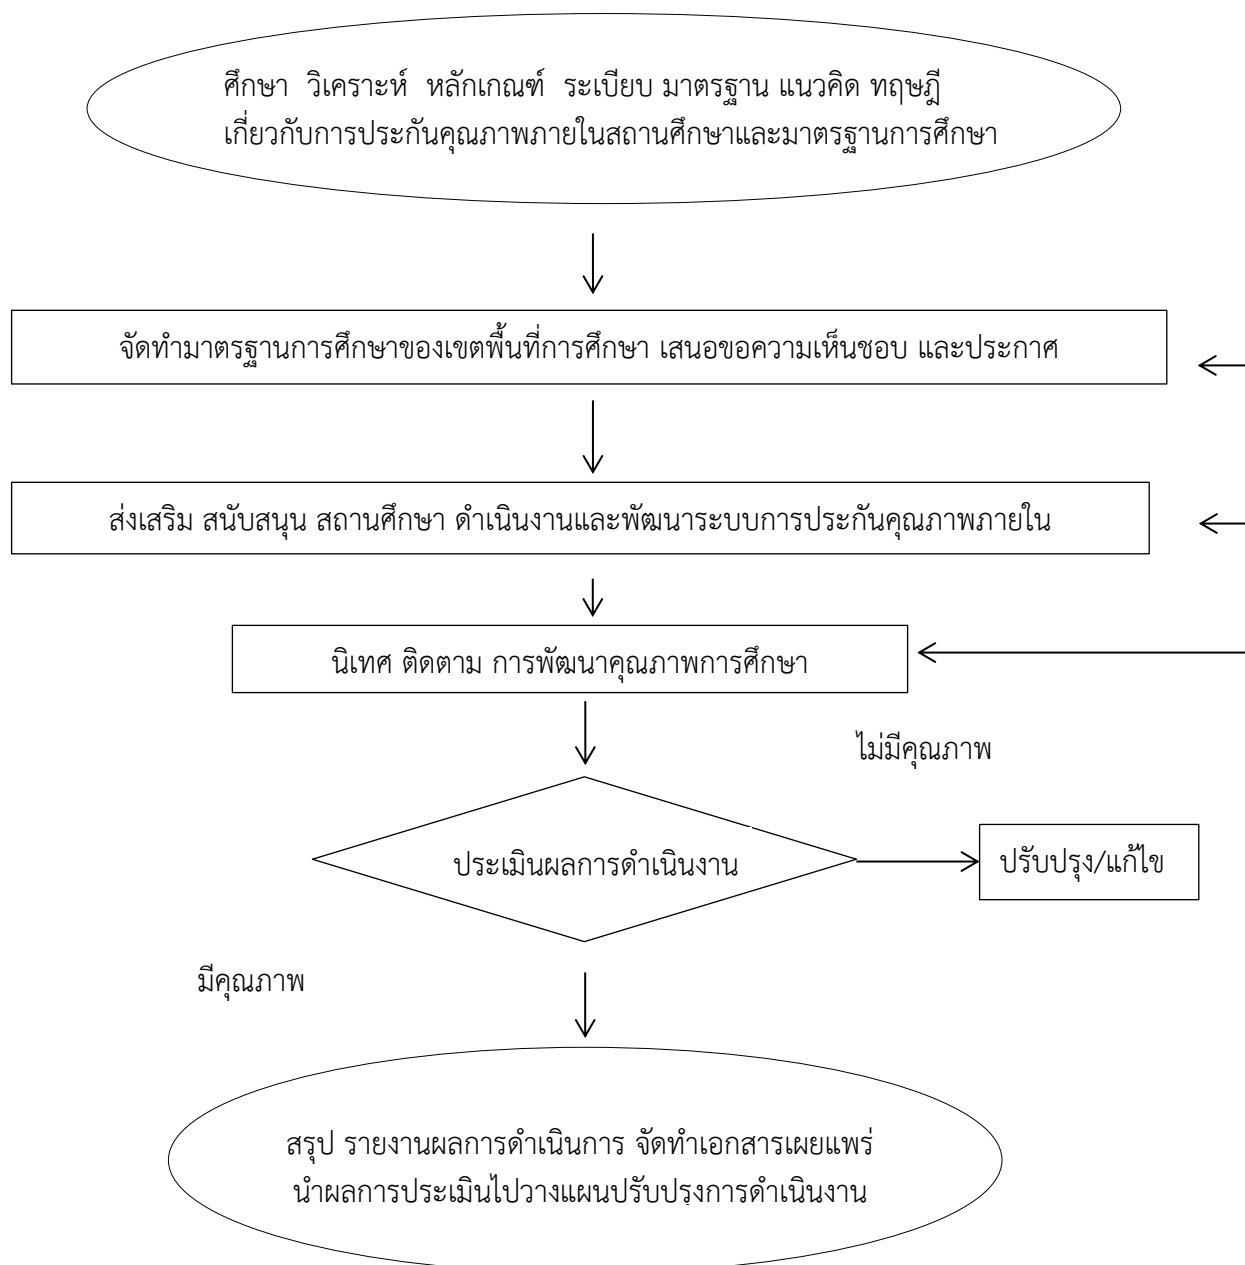 ศึกษา วิเคราะห์ หลักเกณฑ์ ระเบียบ มาตรฐาน แนวคิด ทฤษฎี
เกี่ยวกับการประกันคุณภาพภายในสถานศึกษาและมาตรฐานการศึกษา
จัดทำมาตรฐานการศึกษาของเขตพื้นที่การศึกษา เสนอขอความเห็นชอบ และประกาศ
ส่งเสริม สนับสนุน สถานศึกษา ดำเนินงานและพัฒนาระบบการประกันคุณภาพภายใน
นิเทศ ติดตาม การพัฒนาคุณภาพการศึกษา
ไม่มีคุณภาพ
ประเมินผลการดำเนินงาน
ปรับปรุง/แก้ไข
มีคุณภาพ
สรุป รายงานผลการดำเนินการ จัดทำเอกสารเผยแพร่
นำผลการประเมินไปวางแผนปรับปรุงการดำเนินงาน